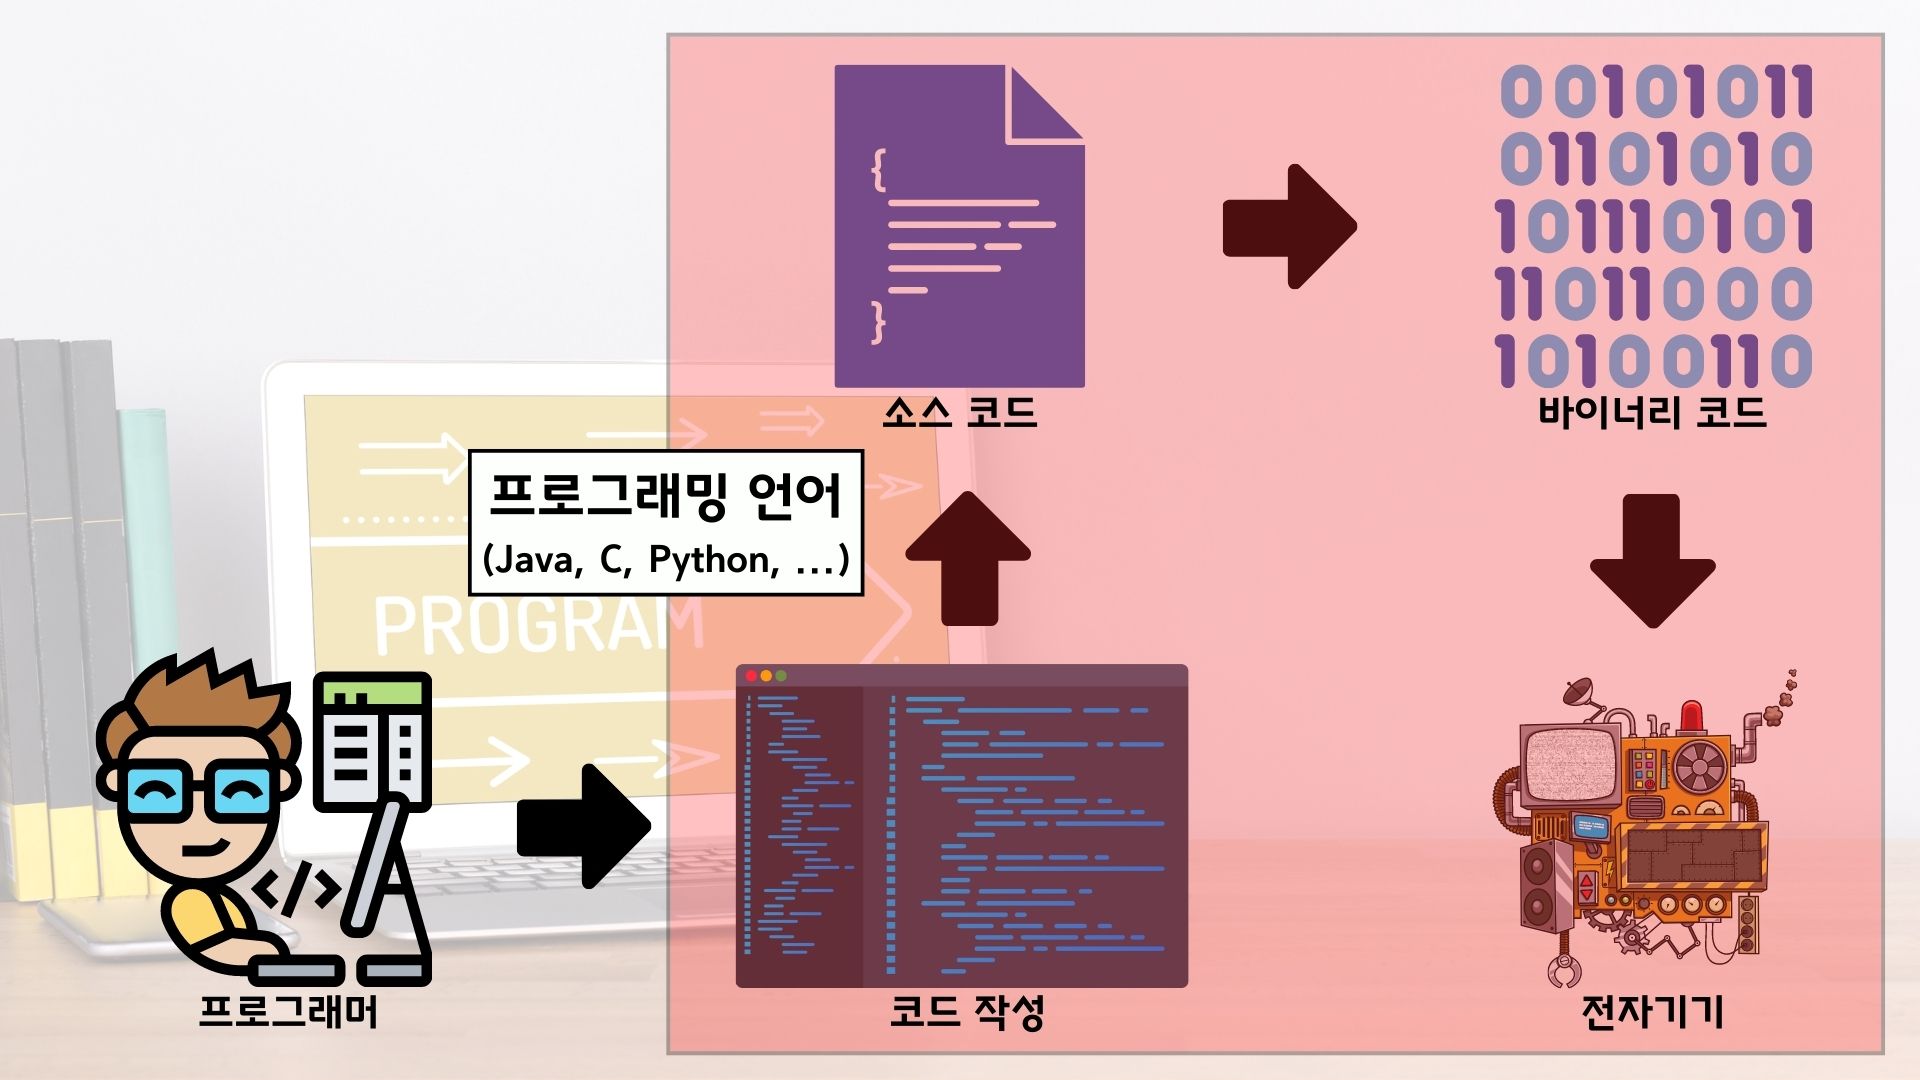 {
}
소스 코드
00101011
01101010
101110101
11011000
10100110
바이너리 코드
프로그래밍 언어
(Java, C, Python, ...)
PROGRAM
</>
프로그래머
코드 작성
전자기기